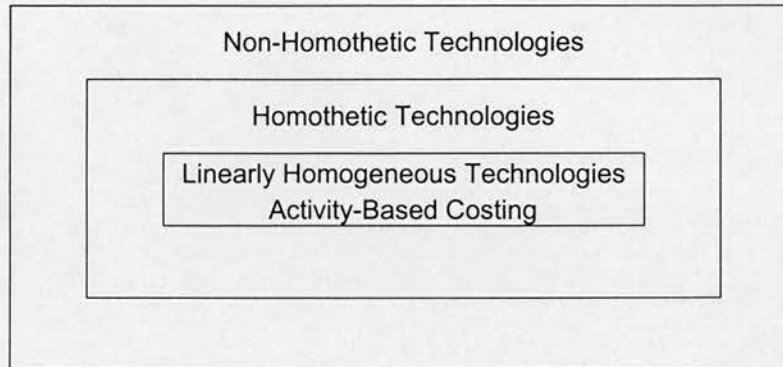 Non-Homothetic Technologies
Homothetic Technologies
Linearly Homogeneous Technologies
Activity-Based Costing